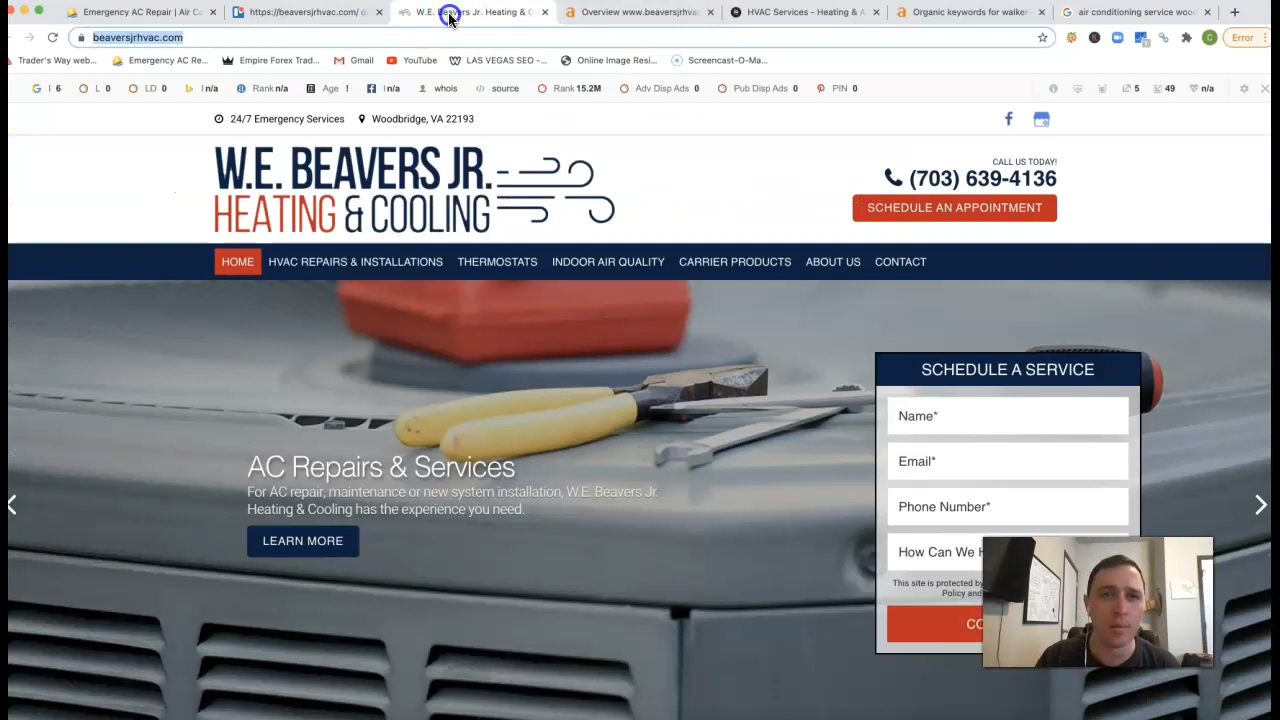 Emergency AC Repair | Air C
https://beaversjrhvac.com/ o
W.E. Beavers Jr. Heating & C
Overview www.beaversjrhva
HVAC Services – Heating & A
Organic keywords for walker-
air conditioning service woo
beaversjrhvac.com
Error
Trader's Way web...
Emergency AC Re...
Empire Forex Trad...
Gmail
YouTube
LAS VEGAS SEO -...
Online Image Resi...
Screencast-O-Ma...
I 6
L 0
LD 0
I n/a
Rank n/a
Age !
I n/a
whois
source
Rank 15.2M
Adv Disp Ads 0
Pub Disp Ads 0
PIN 0
5
49
n/a
24/7 Emergency Services
Woodbridge, VA 22193
W.E. BEAVERS JR.
HEATING & COOLING
CALL US TODAY!
(703) 639-4136
SCHEDULE AN APPOINTMENT
HOME
HVAC REPAIRS & INSTALLATIONS
THERMOSTATS
INDOOR AIR QUALITY
CARRIER PRODUCTS
ABOUT US
CONTACT
AC Repairs & Services
For AC repair, maintenance or new system installation, W.E. Beavers Jr.
Heating & Cooling has the experience you need.
LEARN MORE
SCHEDULE A SERVICE
Name*
Email*
Phone Number*
How Can We H
This site is protected by
Policy and
CO